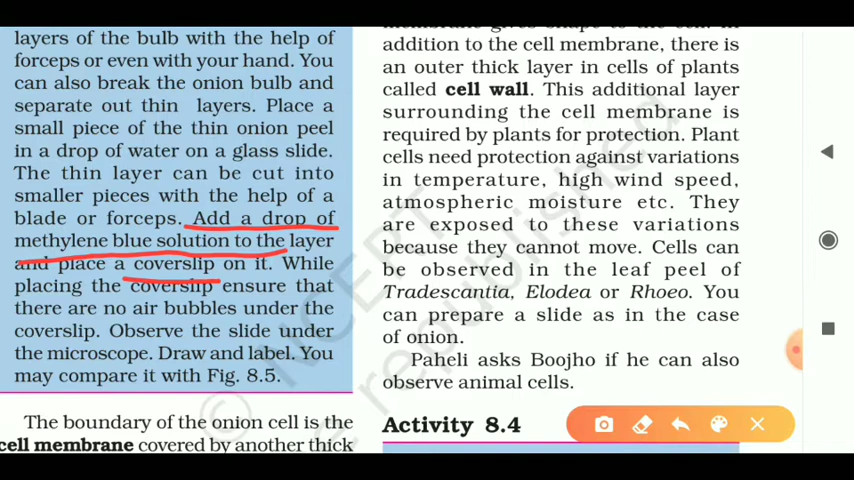 layers of the bulb with the help of
forceps or even with your hand. You
can also break the onion bulb and
separate out thin layers. Place a
small piece of the thin onion peel
in a drop of water on a glass slide.
The thin layer can be cut into
smaller pieces with the help of a
blade or forceps. Add a drop of
methylene blue solution to the layer
and place a coverslip on it. While
placing the coverslip ensure that
there are no air bubbles under the
coverslip. Observe the slide under
the microscope. Draw and label. You
may compare it with Fig. 8.5.
The boundary of the onion cell is the
cell membrane covered by another thick
membrane gives shape to the cell. In
addition to the cell membrane, there is
an outer thick layer in cells of plants
called cell wall. This additional layer
surrounding the cell membrane is
required by plants for protection. Plant
cells need protection against variations
in temperature, high wind speed,
atmospheric moisture etc. They
are exposed to these variations
because they cannot move. Cells can
be observed in the leaf peel of
Tradescantia, Elodea or Rhoeo. You
can prepare a slide as in the case
of onion.
Paheli asks Boojho if he can also
observe animal cells.
Activity 8.4
© NCERT
republished